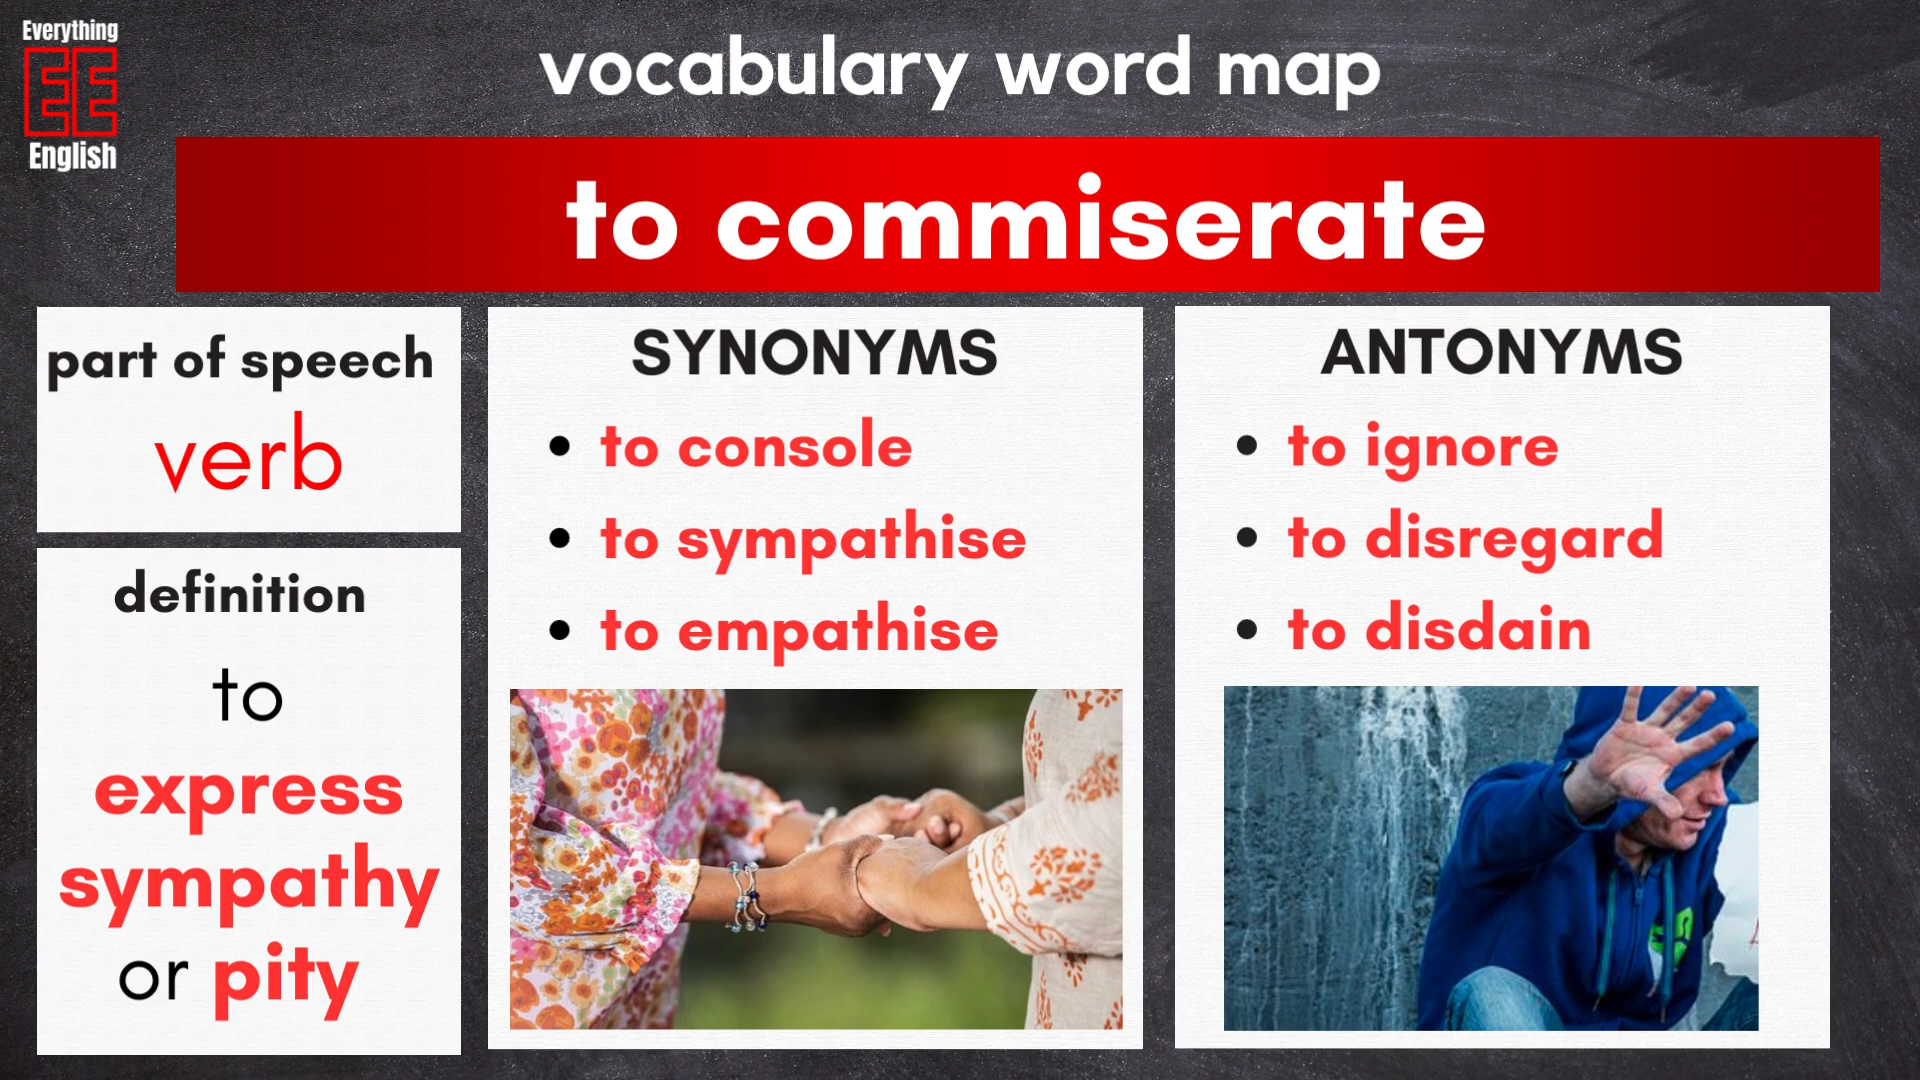 Everything
EE
English
vocabulary word map
to commiserate
part of speech
verb
definition
to
express
sympathy
or pity
SYNONYMS
• to console
• to sympathise
• to empathise
ANTONYMS
• to ignore
• to disregard
• to disdain